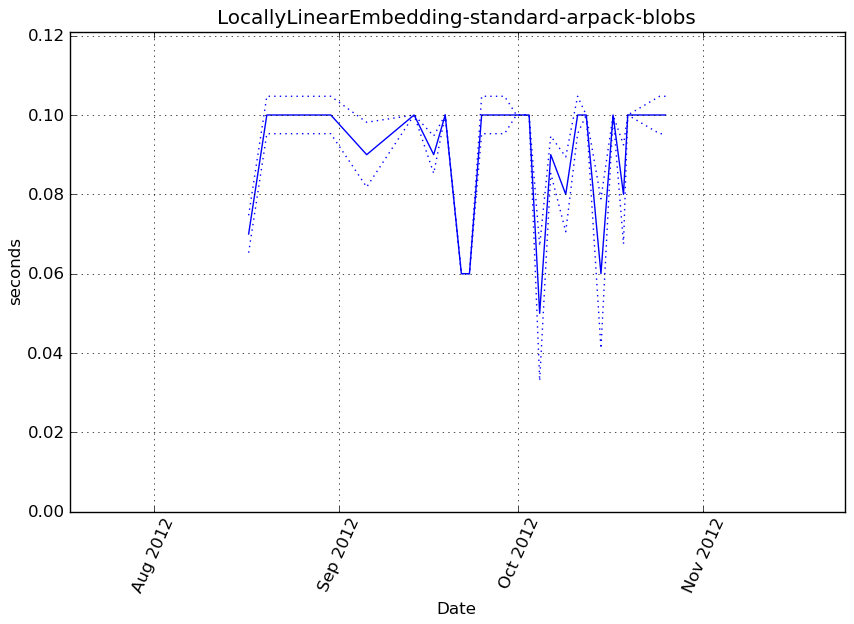 LocallyLinearEmbedding-standard-arpack-blobs
0.12
0.10
0.08
0.06
0.04
0.02
0.00
seconds
Aug 2012
Sep 2012
Oct 2012
Nov 2012
Date